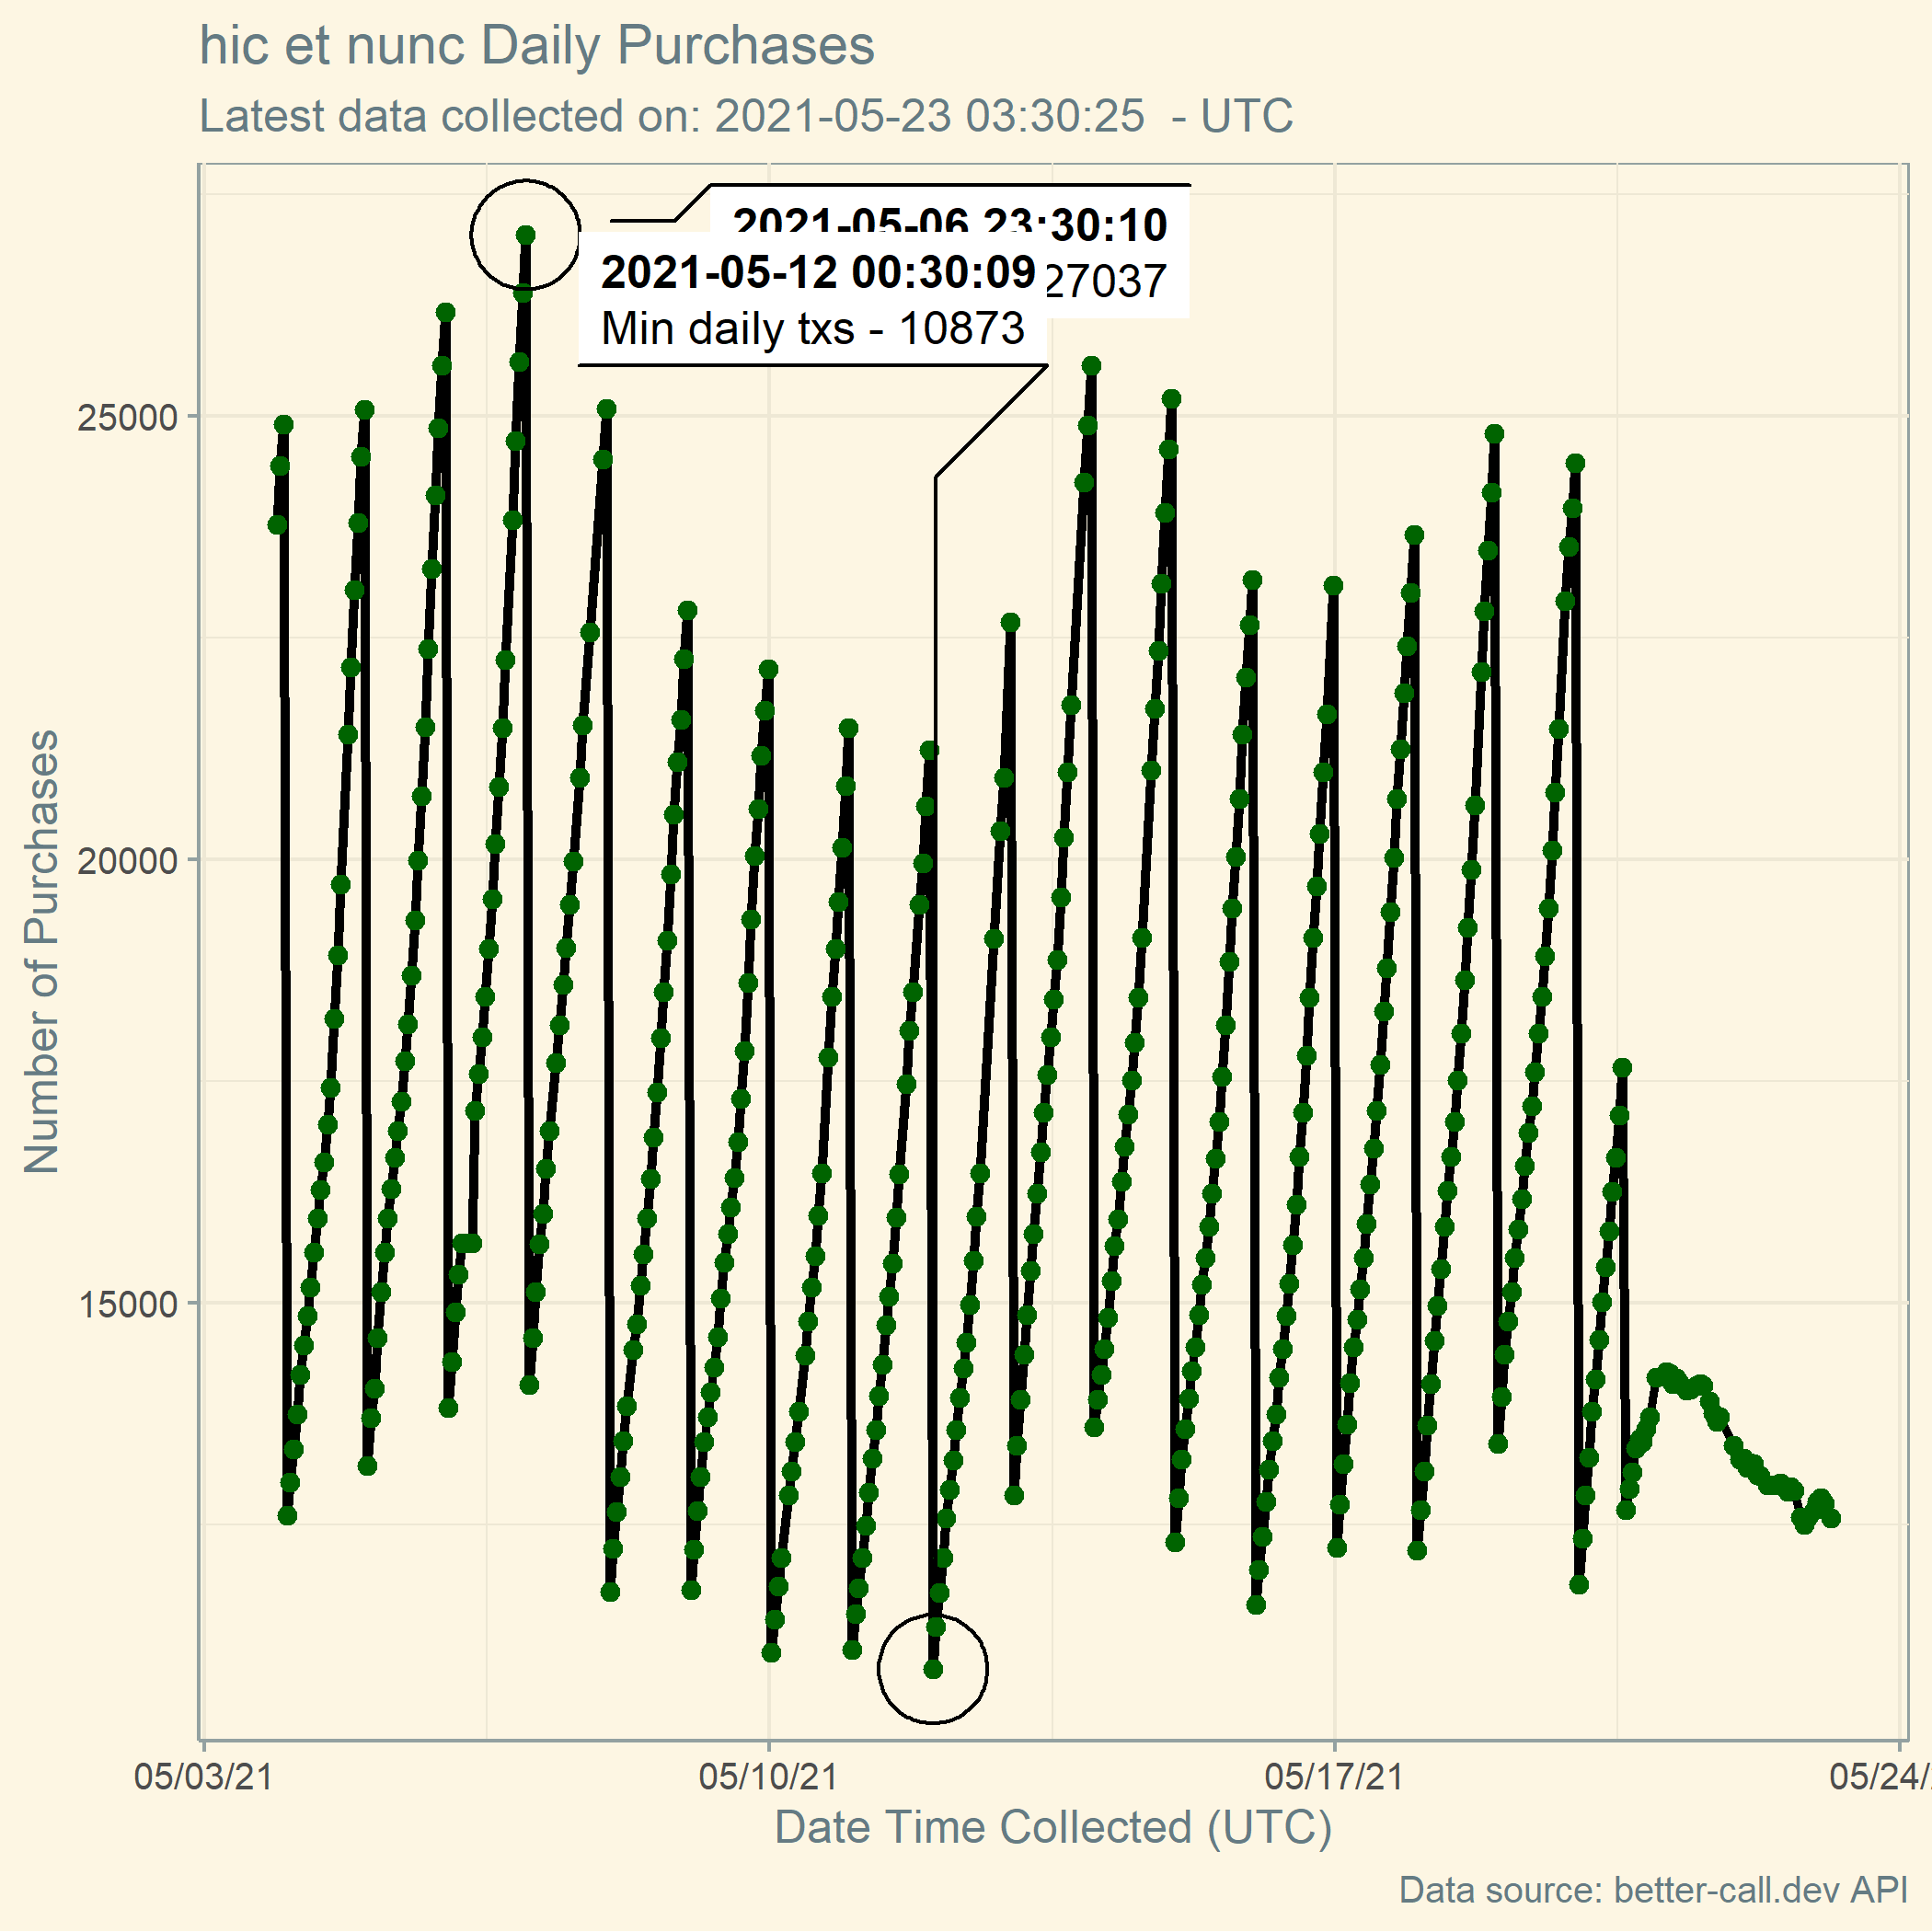 hic et nunc Daily Purchases
Latest data collected on: 2021-05-23 03:30:25 - UTC
2021-05-06 23:30:10
27037
2021-05-12 00:30:09
Min daily txs - 10873
25000
20000
15000
Number of Purchases
05/03/21
05/10/21
05/17/21
05/24/
Date Time Collected (UTC)
Data source: better-call.dev API